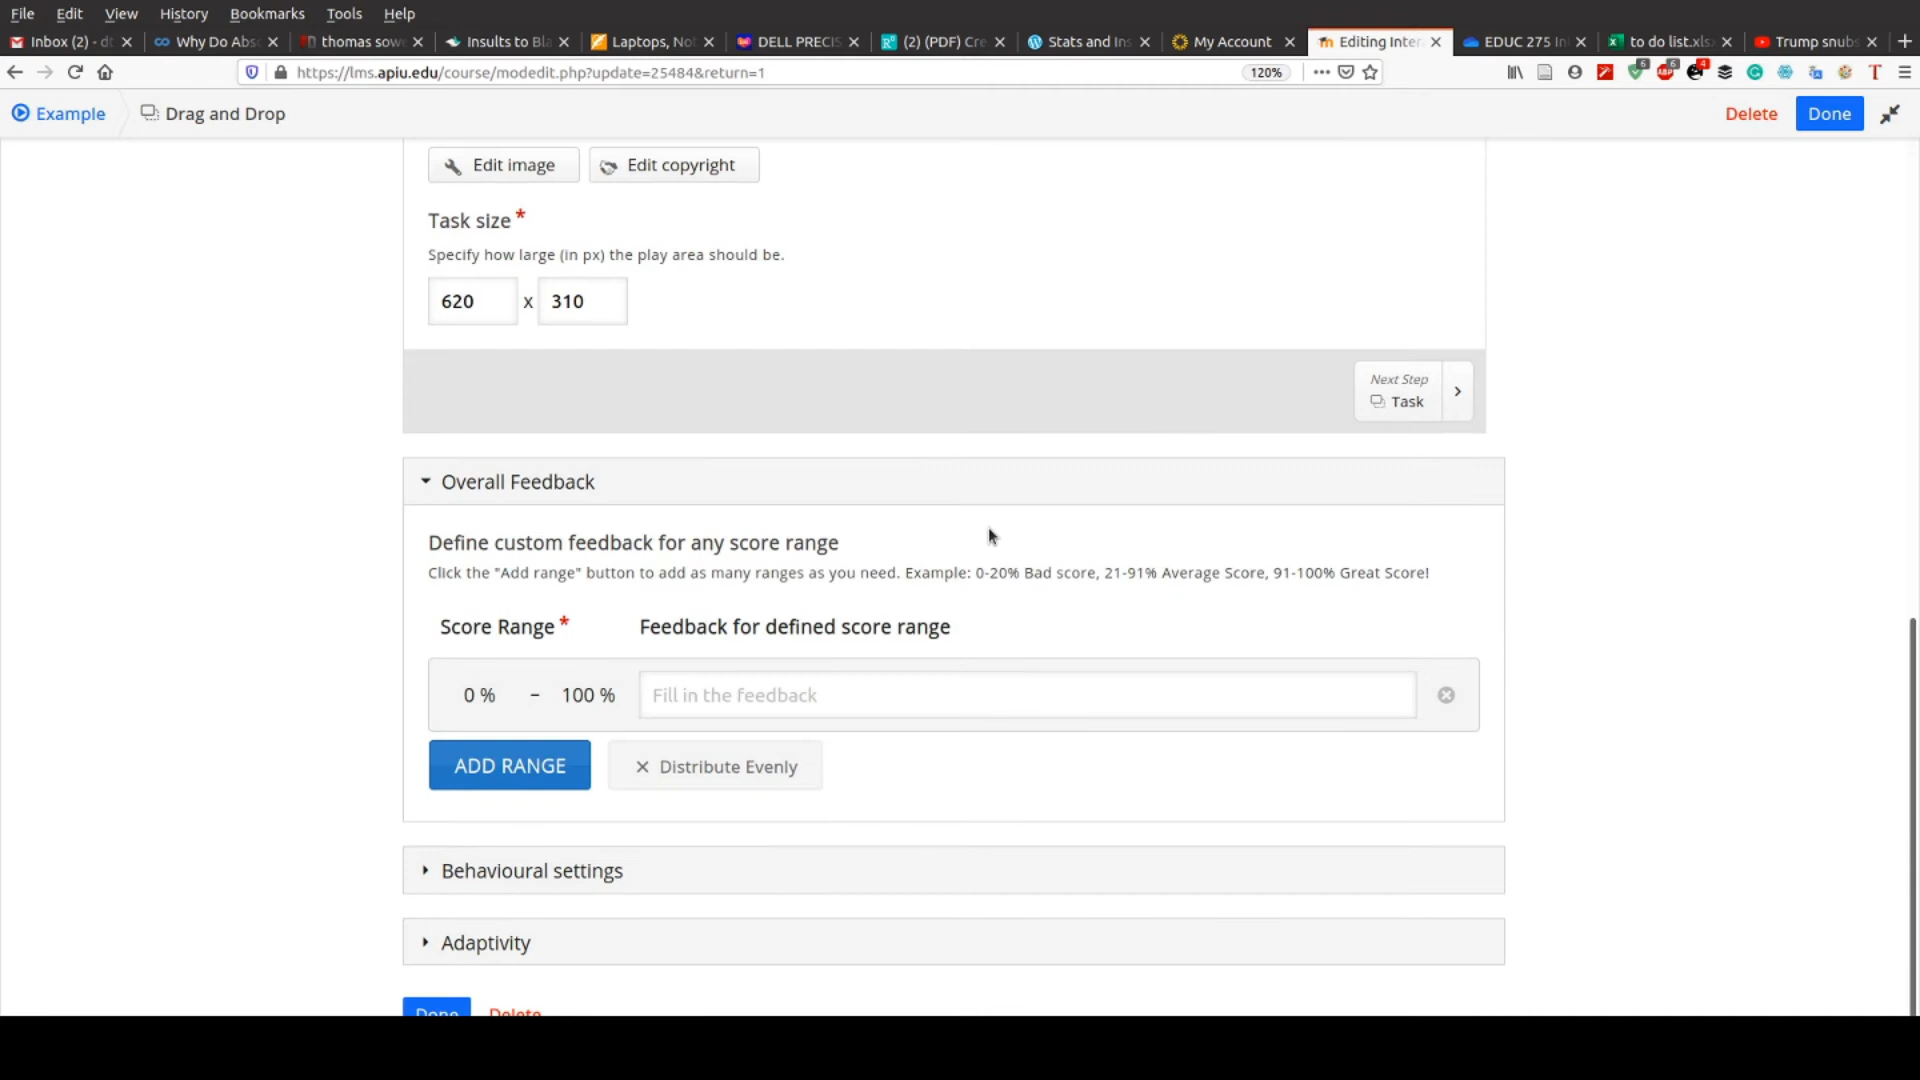 File Edit View History Bookmarks Tools Help
Inbox (2) - dt Why Do Abs thomas sow Insults to Bla Laptops, Not DELL PRECIS (2) (PDF) Cre Stats and Ins My Account Editing Inter EDUC 275 In to do list.xls Trump snubs
https://lms.apiu.edu/course/modedit.php?update=25484&return=1 120%
Example Drag and Drop Delete Done
Edit image Edit copyright
Task size *
Specify how large (in px) the play area should be.
620 x 310
Next Step
Task
Overall Feedback
Define custom feedback for any score range
Click the "Add range" button to add as many ranges as you need. Example: 0-20% Bad score, 21-91% Average Score, 91-100% Great Score!
Score Range * Feedback for defined score range
0 % – 100 % Fill in the feedback
ADD RANGE Distribute Evenly
Behavioural settings
Adaptivity
Done Delete